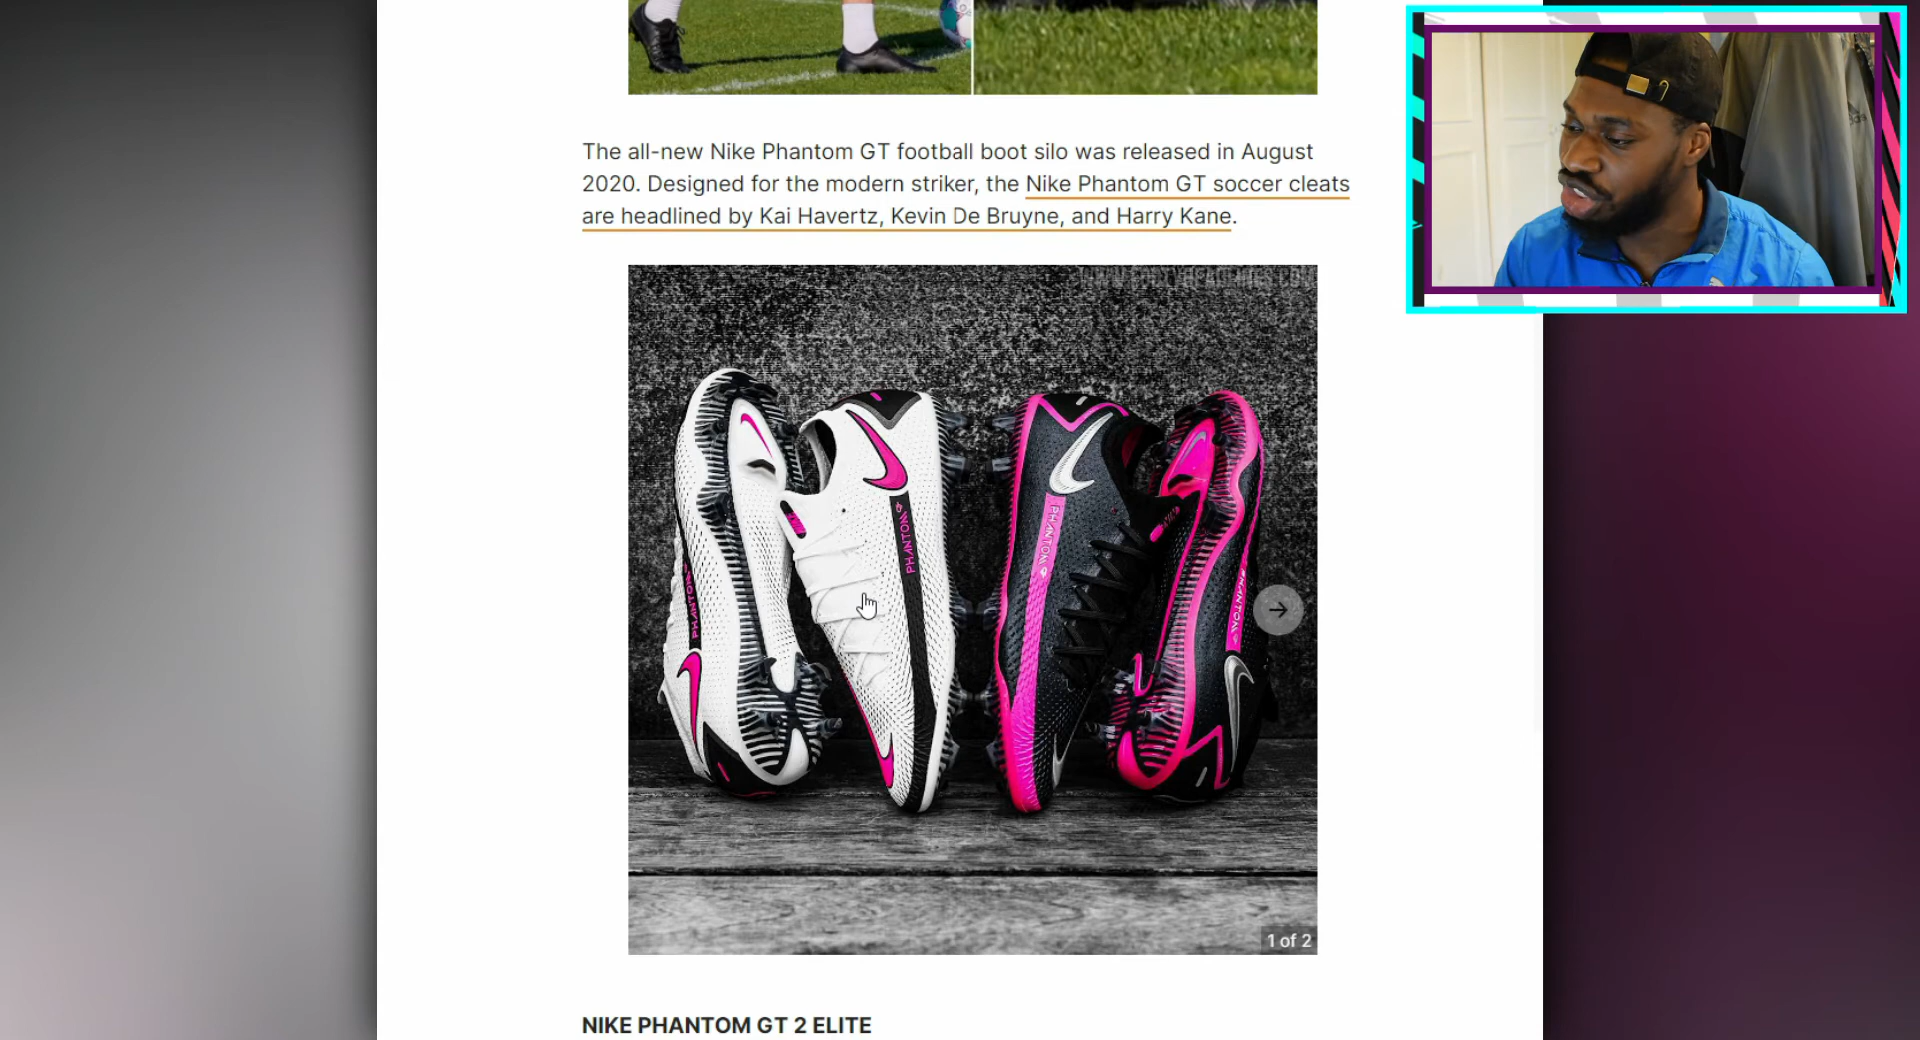 The all-new Nike Phantom GT football boot silo was released in August
2020. Designed for the modern striker, the Nike Phantom GT soccer cleats
are headlined by Kai Havertz, Kevin De Bruyne, and Harry Kane.
PHANTOM
PHANTOM
PHANTOM
PHANTOM
1 of 2
NIKE PHANTOM GT 2 ELITE